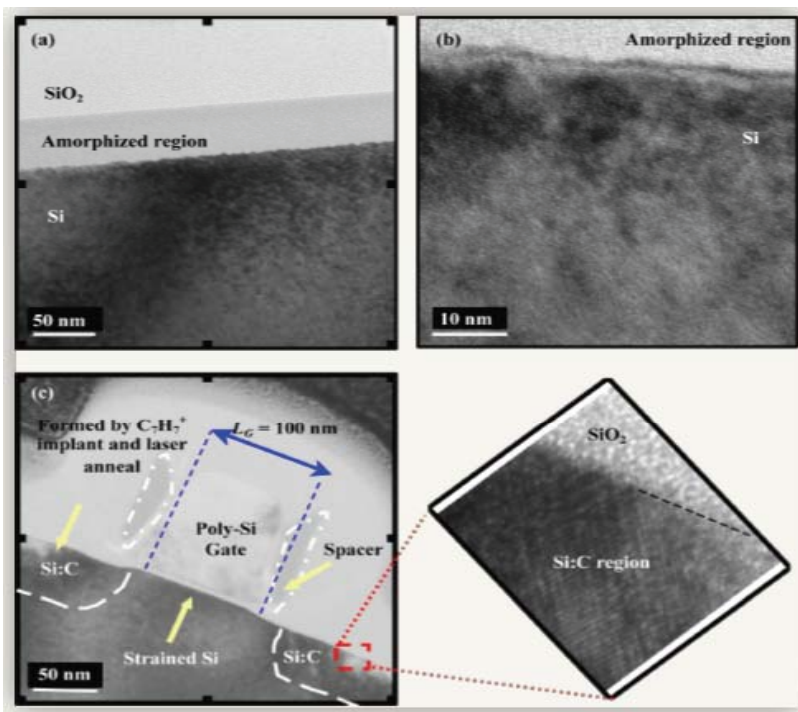 (a)
SiO₂
Amorphized region
Si
50 nm
(b)
Amorphized region
Si
10 nm
(c)
Formed by C₇H₇⁺
implant and laser
anneal
L_G = 100 nm
Poly-Si
Gate
Spacer
Si:C
Strained Si
Si:C
50 nm
SiO₂
Si:C region